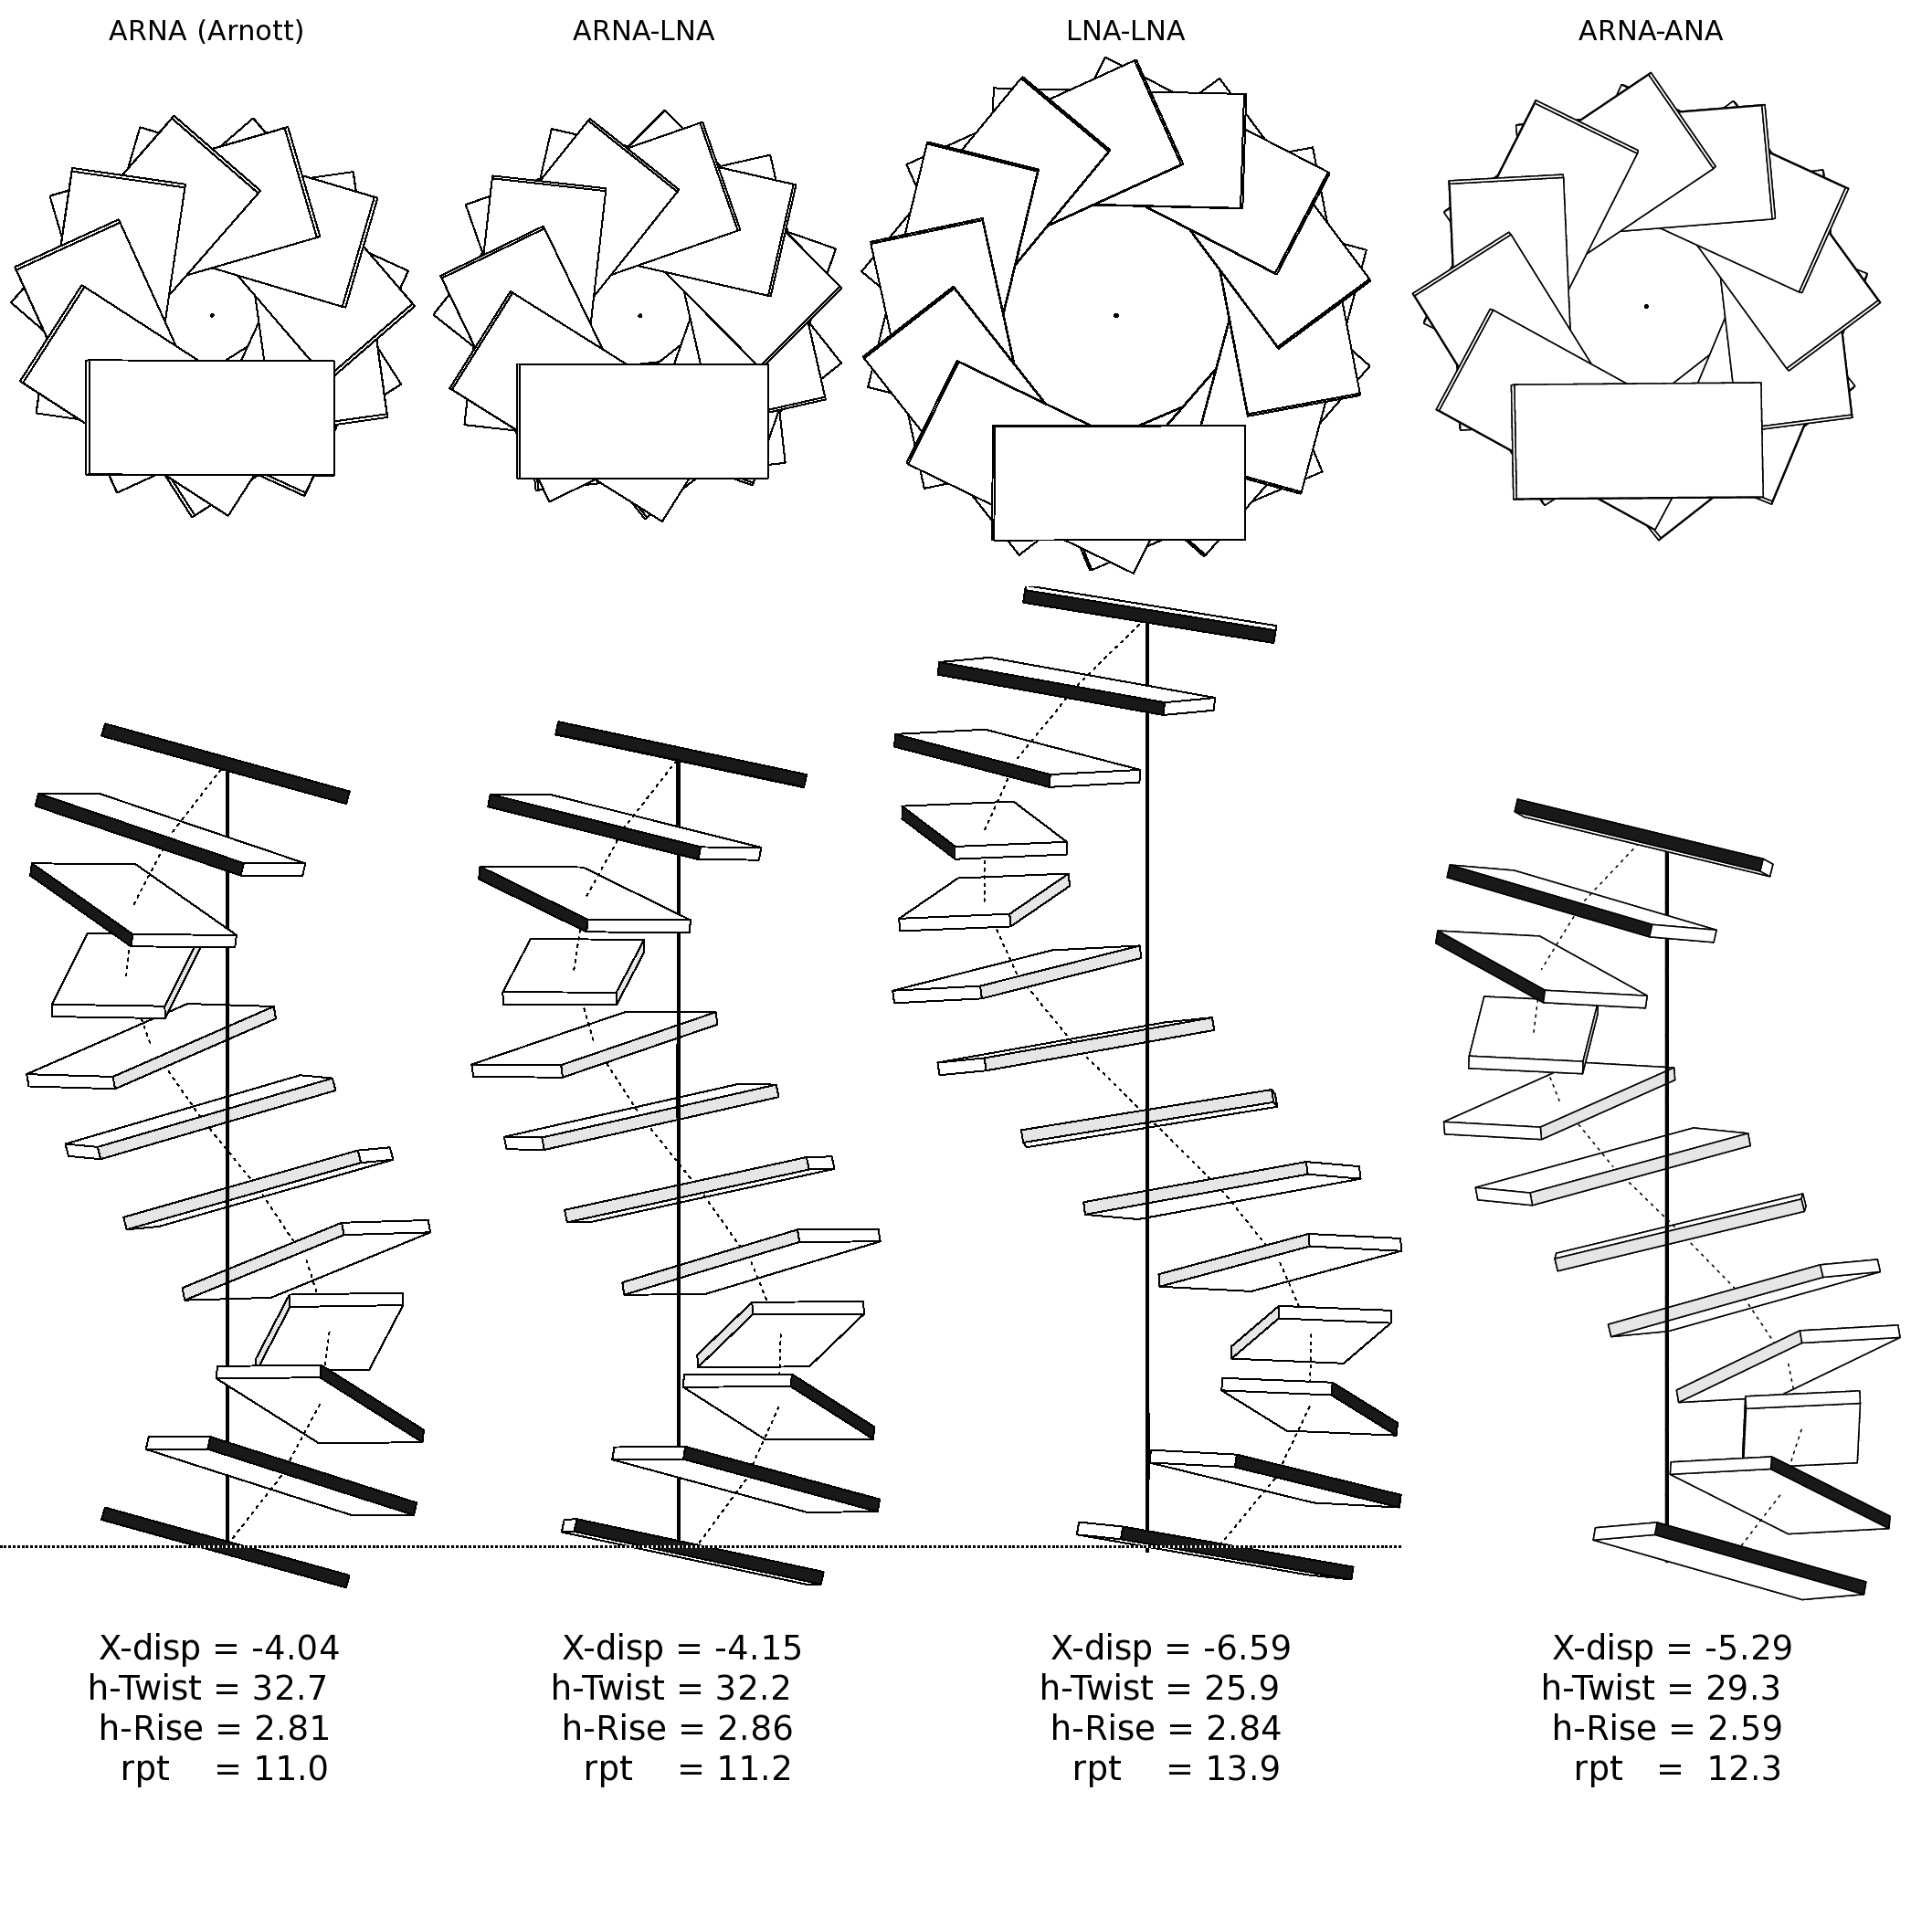 ARNA (Arnott)
ARNA-LNA
LNA-LNA
ARNA-ANA
X-disp = -4.04
h-Twist = 32.7
h-Rise = 2.81
rpt = 11.0
X-disp = -4.15
h-Twist = 32.2
h-Rise = 2.86
rpt = 11.2
X-disp = -6.59
h-Twist = 25.9
h-Rise = 2.84
rpt = 13.9
X-disp = -5.29
h-Twist = 29.3
h-Rise = 2.59
rpt = 12.3